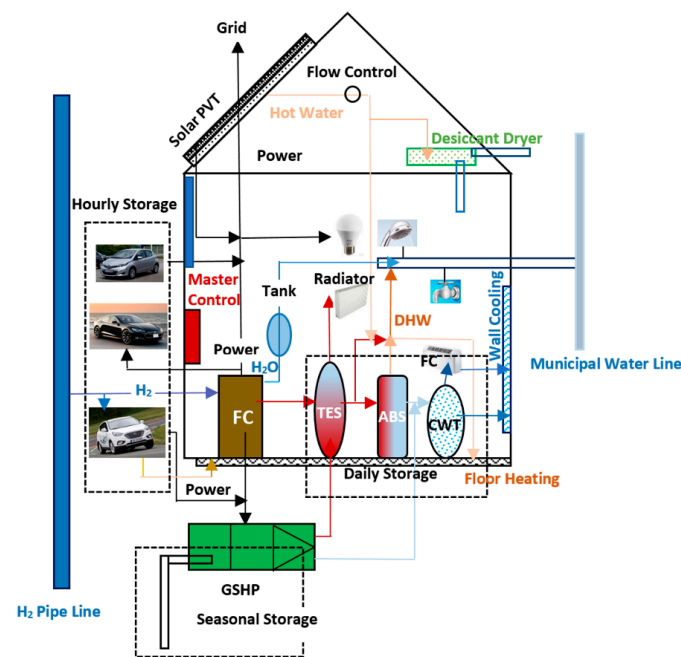 Grid
Solar PVT
Flow Control
Hot Water
Desiccant Dryer
Power
Hourly Storage
Radiator
Tank
Master
Control
DHW
Wall Cooling
Power
H₂O
FC
Municipal Water Line
H₂
FC
TES
ABS
CWT
Daily Storage
Floor Heating
Power
GSHP
Seasonal Storage
H₂ Pipe Line